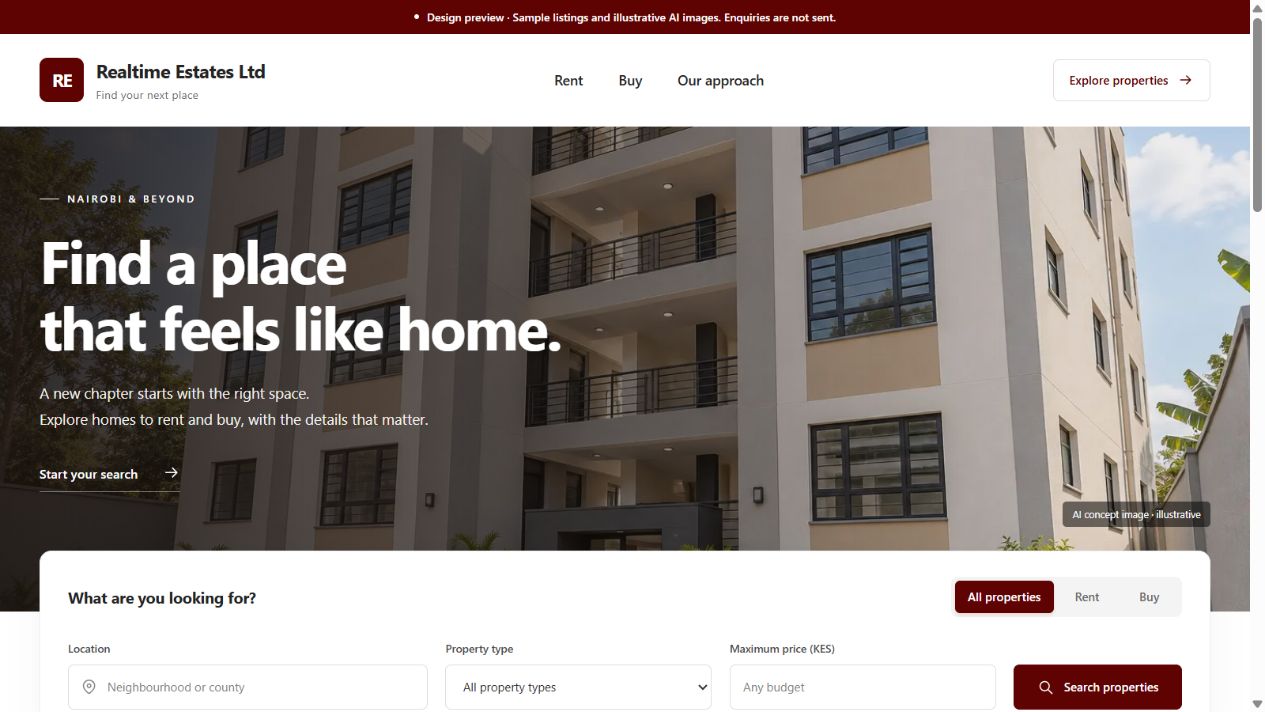 Design preview · Sample listings and illustrative AI images. Enquiries are not sent.
RE
Realtime Estates Ltd
Find your next place
Rent
Buy
Our approach
Explore properties
NAIROBI & BEYOND
Find a place
that feels like home.
A new chapter starts with the right space.
Explore homes to rent and buy, with the details that matter.
Start your search
AI concept image · illustrative
What are you looking for?
All properties
Rent
Buy
Location
Property type
Maximum price (KES)
Neighbourhood or county
All property types
Any budget
Search properties